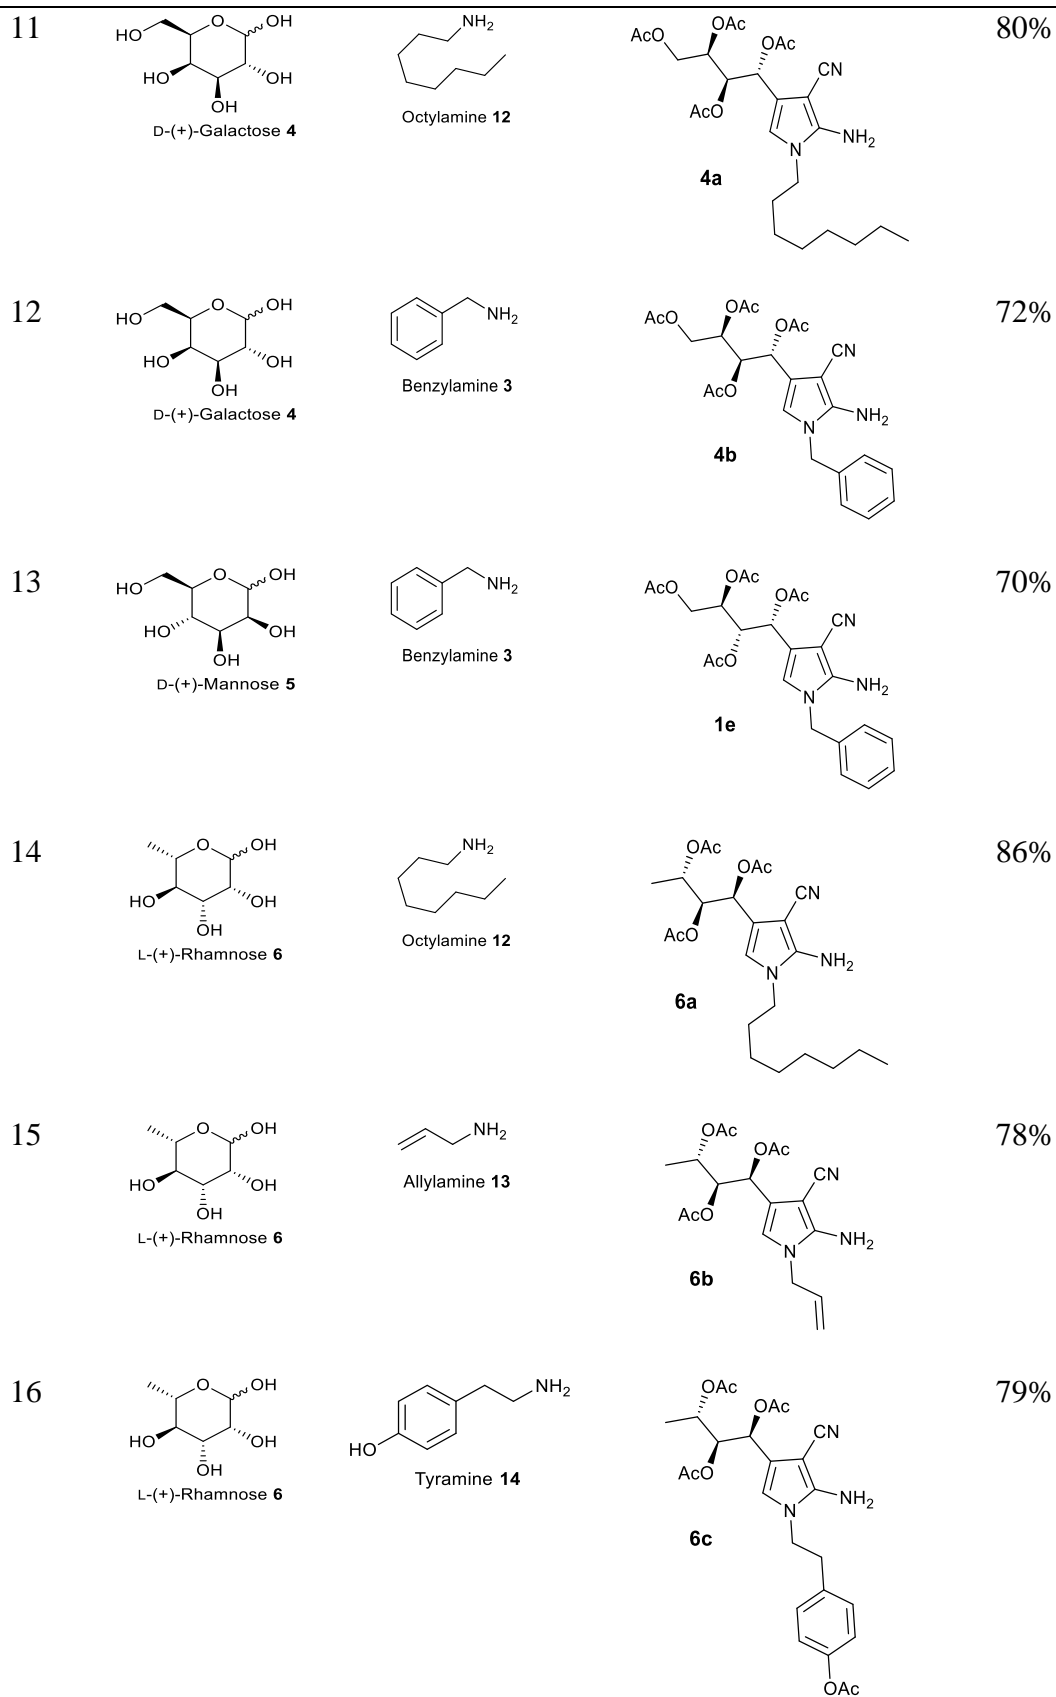 11
HO
O
OH
HO
OH
OH
D-(+)-Galactose 4
NH2
Octylamine 12
AcO
OAc
OAc
AcO
CN
N
NH2
4a
80%
12
HO
O
OH
HO
OH
OH
D-(+)-Galactose 4
NH2
Benzylamine 3
AcO
OAc
OAc
AcO
CN
N
NH2
4b
72%
13
HO
O
OH
HO
OH
OH
D-(+)-Mannose 5
NH2
Benzylamine 3
AcO
OAc
OAc
AcO
CN
N
NH2
1e
70%
14
O
OH
HO
OH
OH
L-(+)-Rhamnose 6
NH2
Octylamine 12
OAc
OAc
AcO
CN
N
NH2
6a
86%
15
O
OH
HO
OH
OH
L-(+)-Rhamnose 6
NH2
Allylamine 13
OAc
OAc
AcO
CN
N
NH2
6b
78%
16
O
OH
HO
OH
OH
L-(+)-Rhamnose 6
NH2
HO
Tyramine 14
OAc
OAc
AcO
CN
N
NH2
6c
OAc
79%